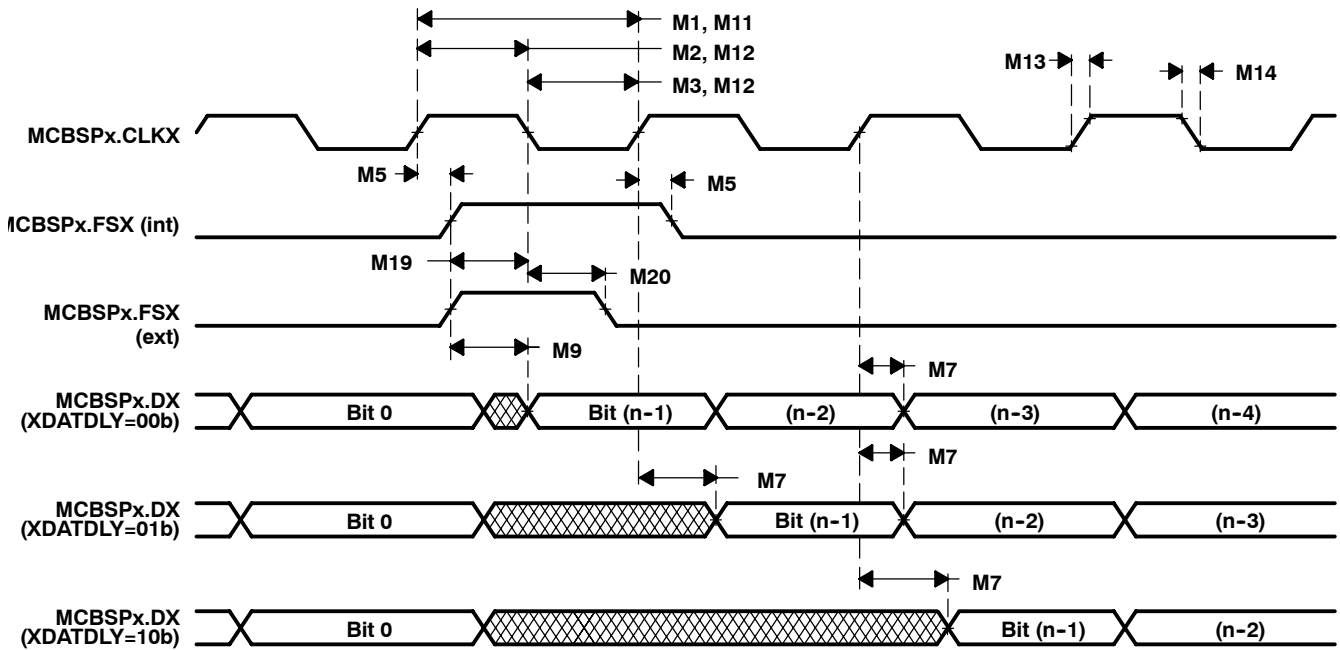 M1, M11
M2, M12
M3, M12
M13
M14
MCBSPx.CLKX
M5
M5
MCBSPx.FSX (int)
M19
M20
MCBSPx.FSX
(ext)
M9
M7
MCBSPx.DX
(XDATDLY=00b)
Bit 0
Bit (n-1)
(n-2)
(n-3)
(n-4)
M7
M7
MCBSPx.DX
(XDATDLY=01b)
Bit 0
Bit (n-1)
(n-2)
(n-3)
M7
MCBSPx.DX
(XDATDLY=10b)
Bit 0
Bit (n-1)
(n-2)